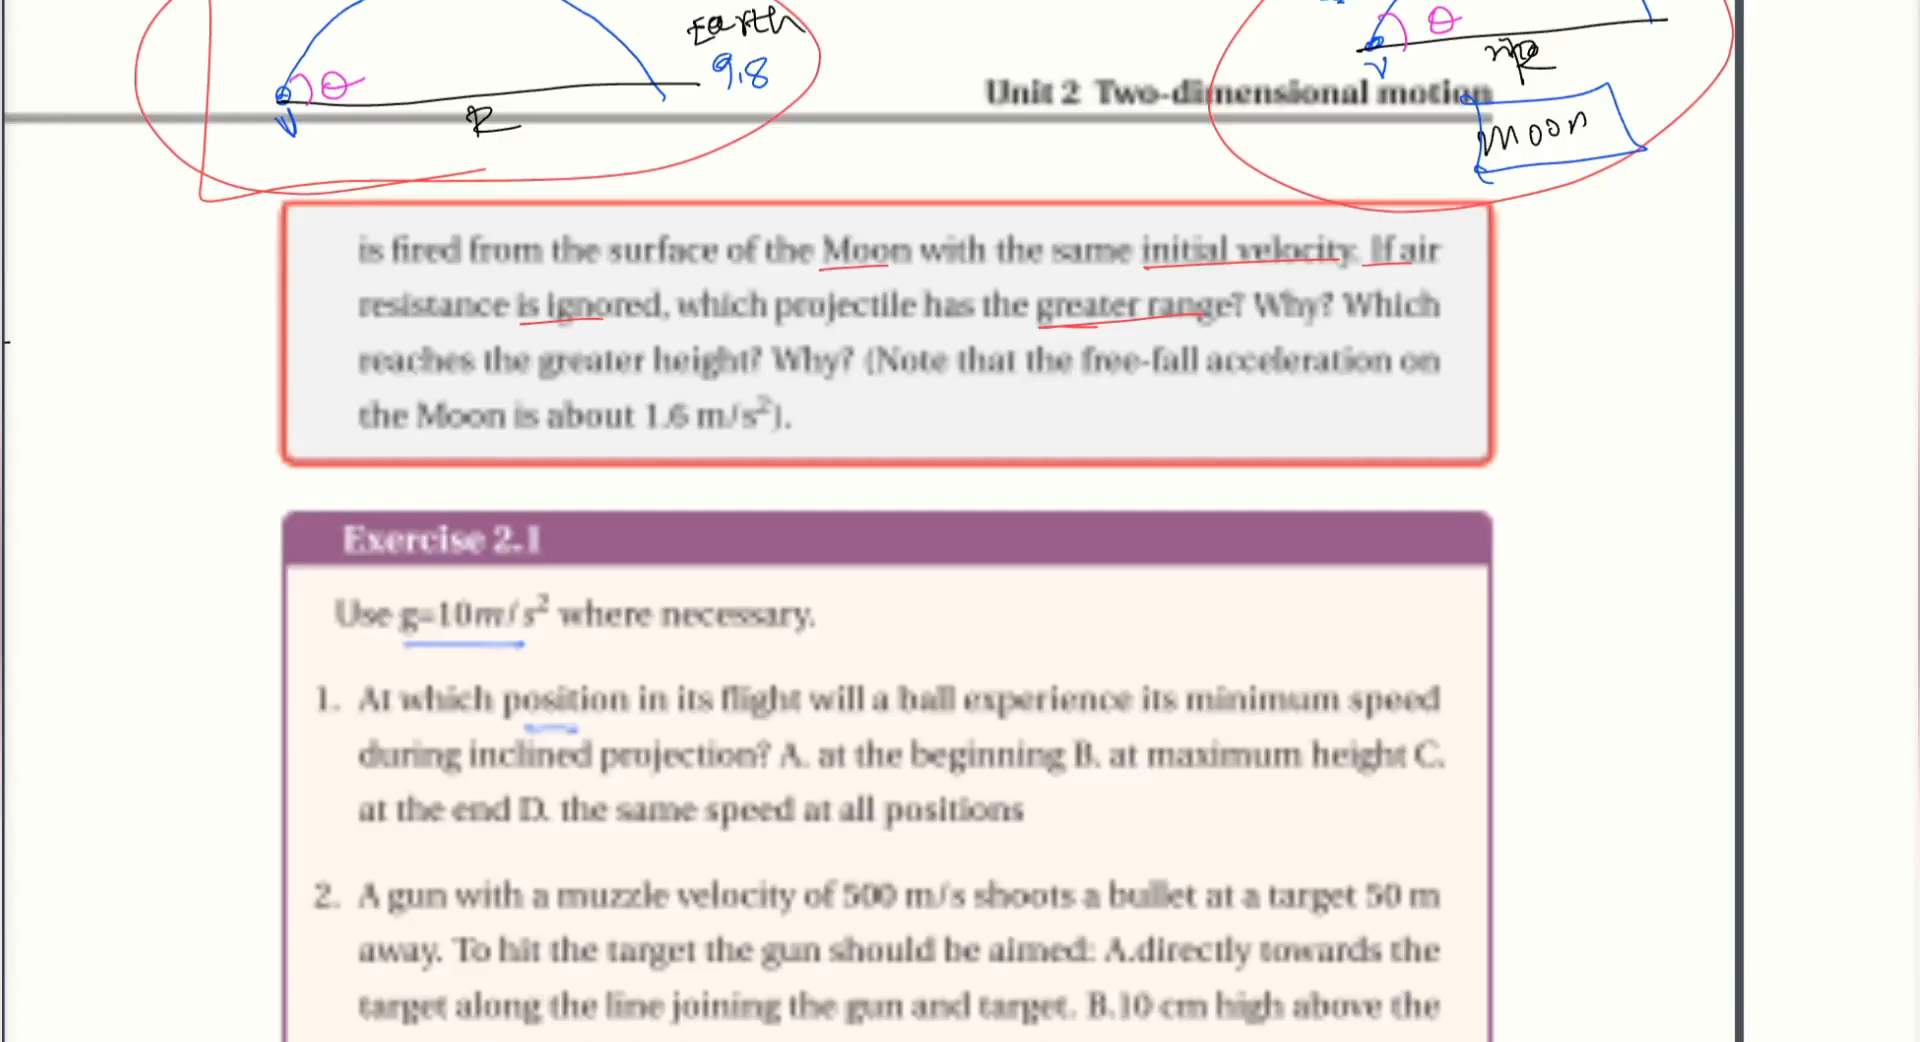 Earth
9.8
θ
V
R
θ
V
R
Unit 2 Two-dimensional motion
Moon
is fired from the surface of the Moon with the same initial velocity. If air
resistance is ignored, which projectile has the greater range? Why? Which
reaches the greater height? Why? (Note that the free-fall acceleration on
the Moon is about 1.6 m/s²).
Exercise 2.1
Use g=10m/s² where necessary.
1. At which position in its flight will a ball experience its minimum speed
during inclined projection? A. at the beginning B. at maximum height C.
at the end D. the same speed at all positions
2. A gun with a muzzle velocity of 500 m/s shoots a bullet at a target 50 m
away. To hit the target the gun should be aimed: A.directly towards the
target along the line joining the gun and target. B.10 cm high above the